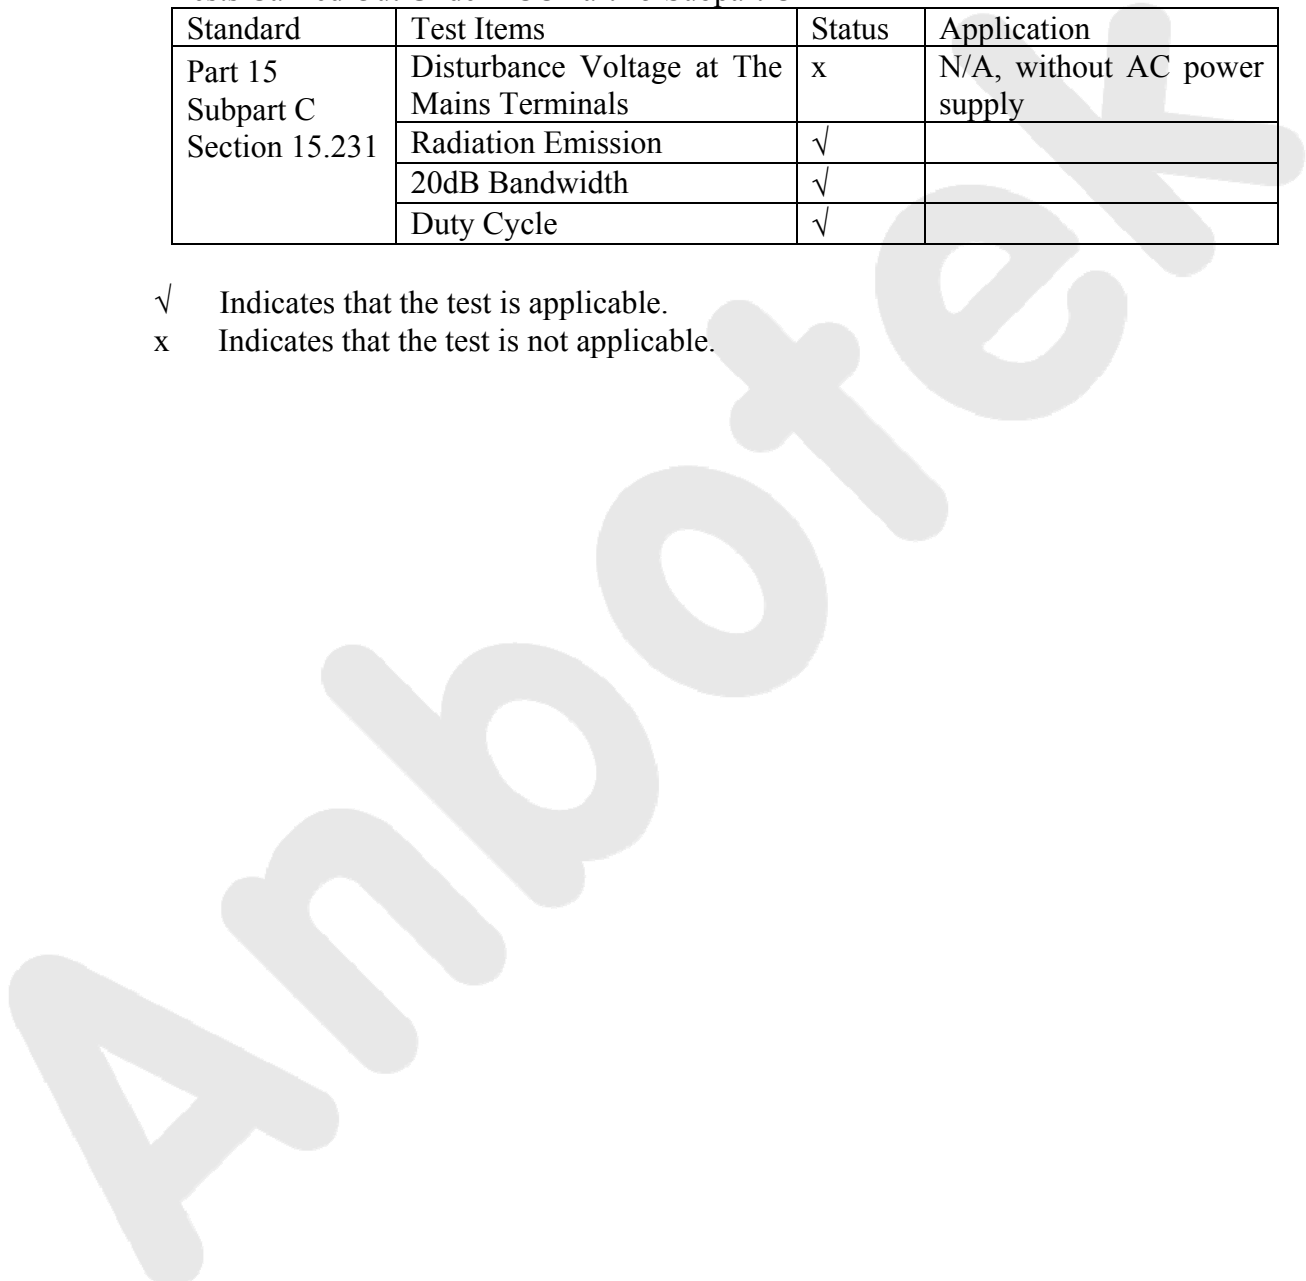 Standard Test Items Status Application
Part 15
Subpart C
Section 15.231
Disturbance Voltage at The
Mains Terminals
x
N/A, without AC power
supply
Radiation Emission √
20dB Bandwidth √
Duty Cycle √
√ Indicates that the test is applicable.
x Indicates that the test is not applicable.
Anbotek